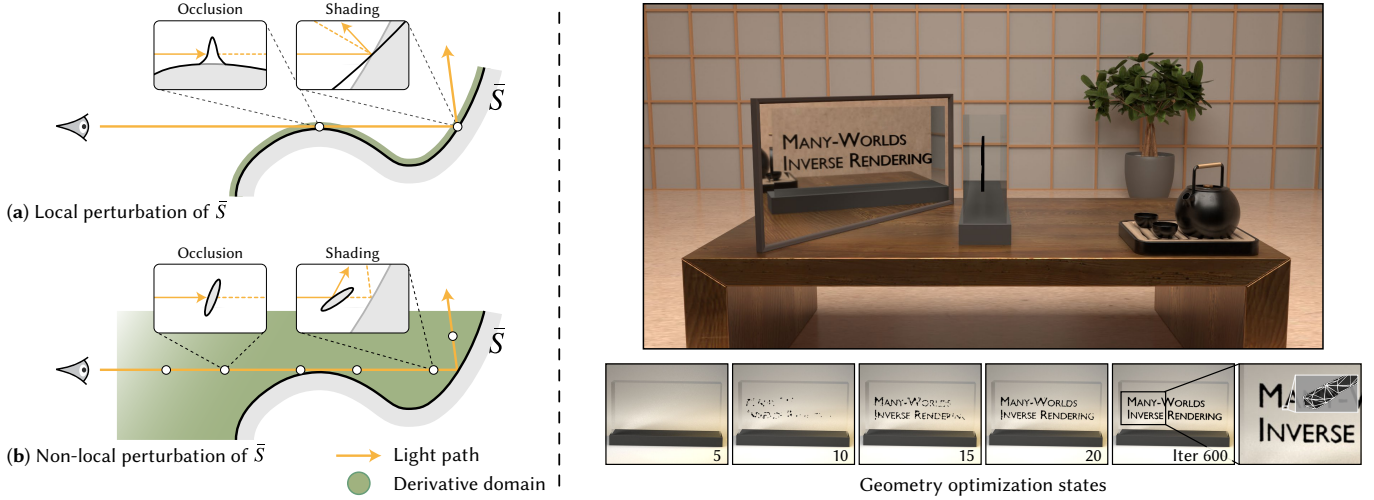 Occlusion
Shading
S̄
(a) Local perturbation of S̄
Occlusion
Shading
S̄
(b) Non-local perturbation of S̄
Light path
Derivative domain
MANY-WORLDS
INVERSE RENDERING
5
10
MANY-WORLDS
INVERSE RENDERING
15
MANY-WORLDS
INVERSE RENDERING
20
MANY-WORLDS
INVERSE RENDERING
Iter 600
INVERSE
Geometry optimization states